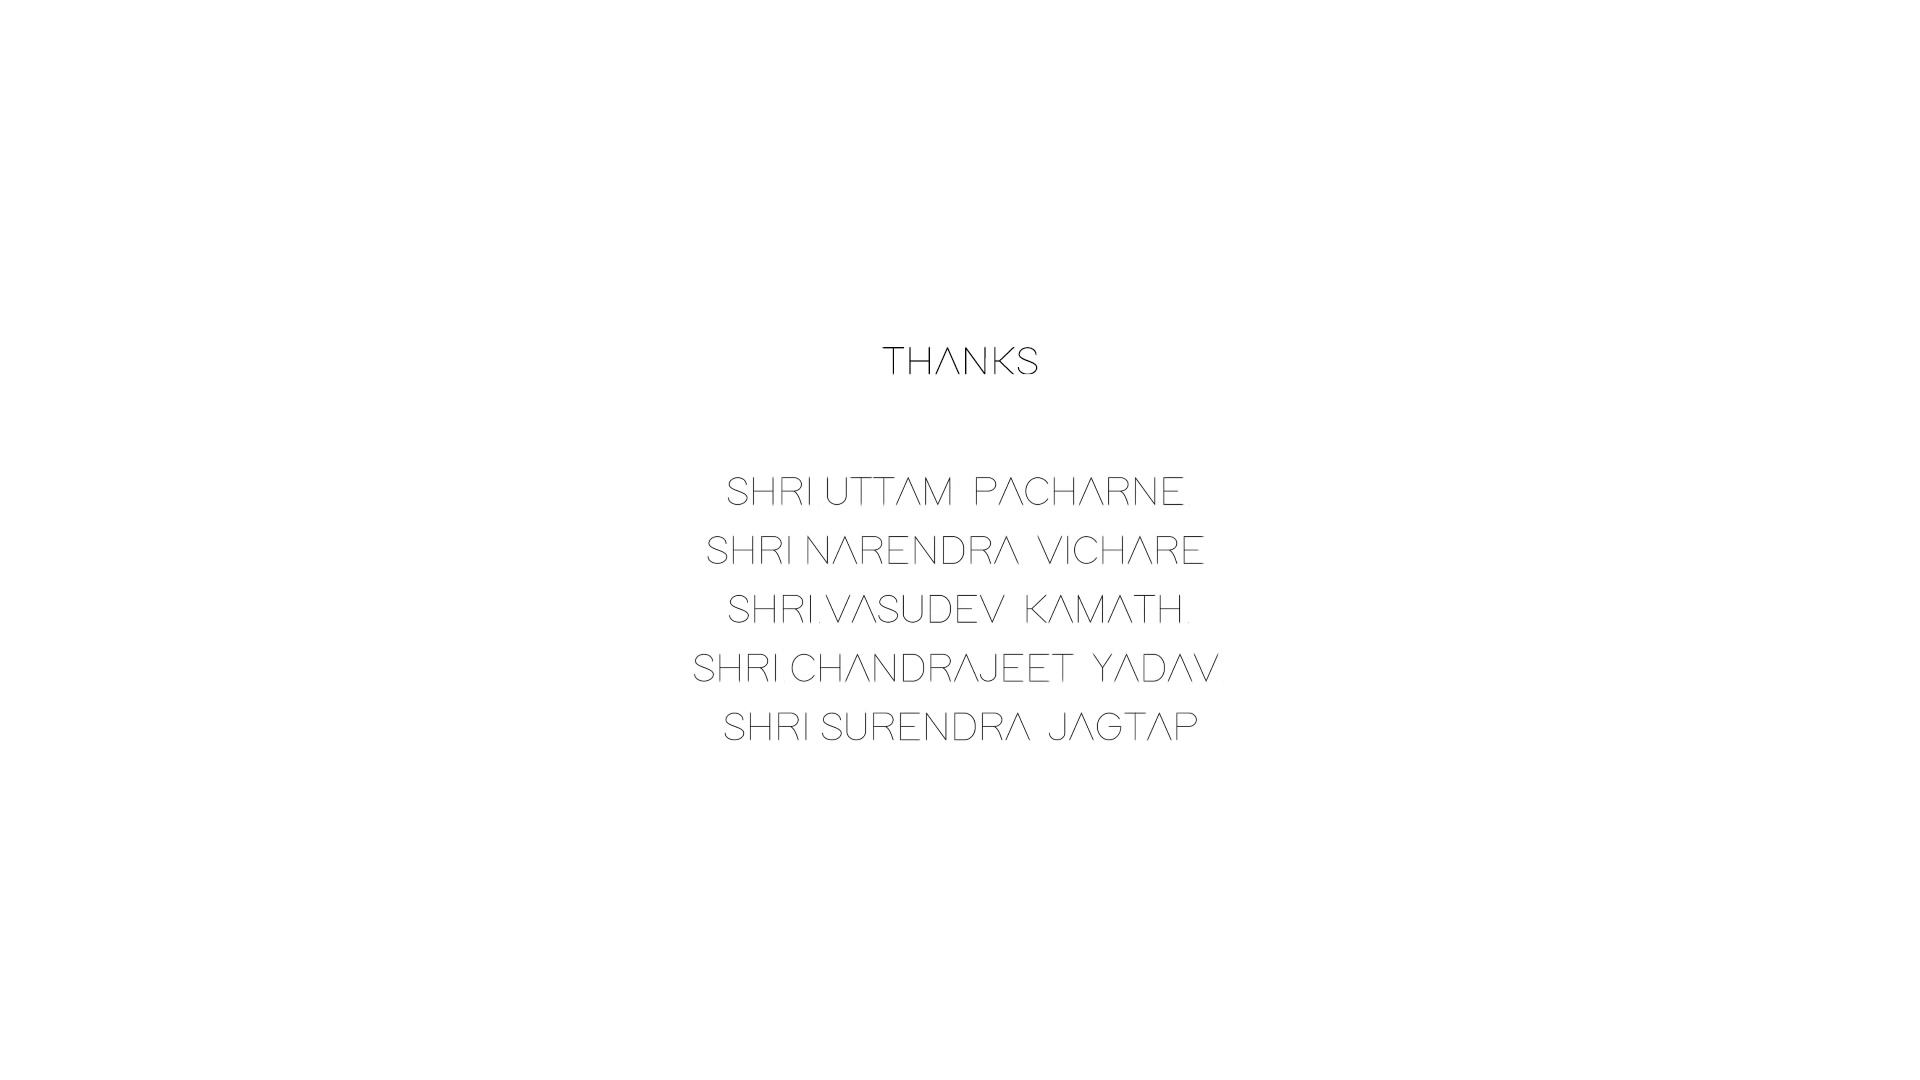 THANKS
SHRI UTTAM PACHARNE
SHRI NARENDRA VICHARE
SHRI.VASUDEV KAMATH.
SHRI CHANDRAJEET YADAV
SHRI SURENDRA JAGTAP